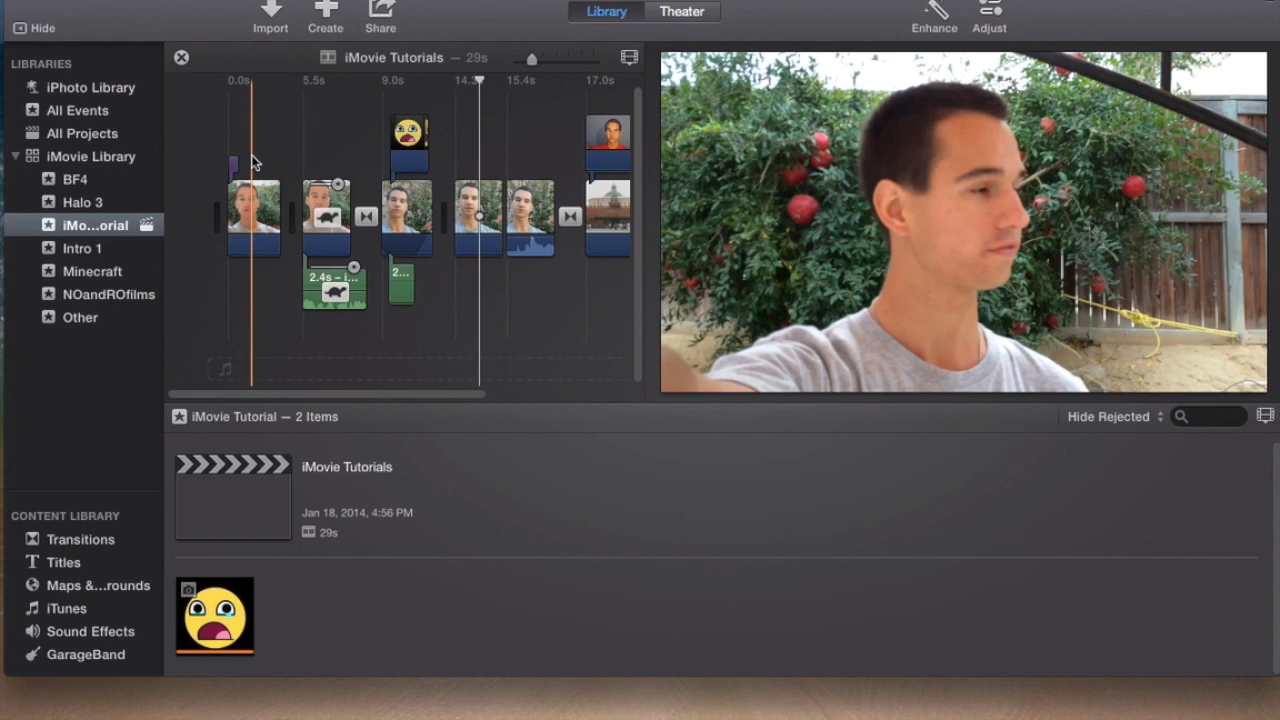 Hide
Import
Create
Share
Library
Theater
Enhance
Adjust
LIBRARIES
iPhoto Library
All Events
All Projects
iMovie Library
BF4
Halo 3
iMo...orial
Intro 1
Minecraft
NOandROfilms
Other
CONTENT LIBRARY
Transitions
Titles
Maps &...rounds
iTunes
Sound Effects
GarageBand
iMovie Tutorials — 29s
0.0s 5.5s 9.0s 15.4s 17.0s
2.4s – i...
2...
iMovie Tutorial — 2 Items
Hide Rejected
iMovie Tutorials
Jan 18, 2014, 4:56 PM
29s